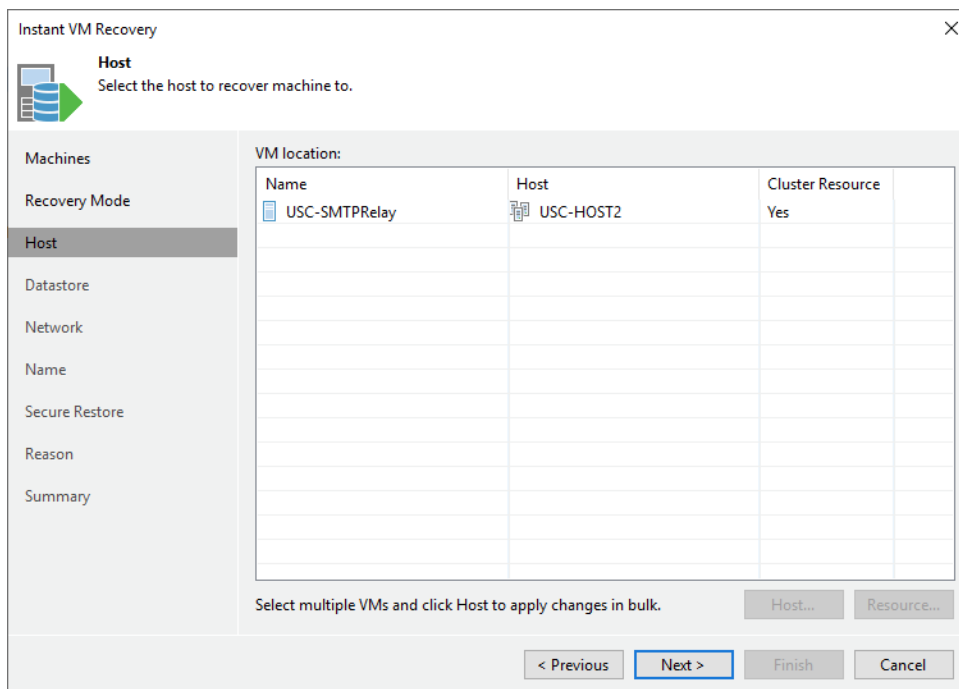 Instant VM Recovery
Host
Select the host to recover machine to.
Machines
Recovery Mode
Host
Datastore
Network
Name
Secure Restore
Reason
Summary
VM location:
Name Host Cluster Resource
USC-SMTPRelay USC-HOST2 Yes
Select multiple VMs and click Host to apply changes in bulk.
Host... Resource...
< Previous Next > Finish Cancel